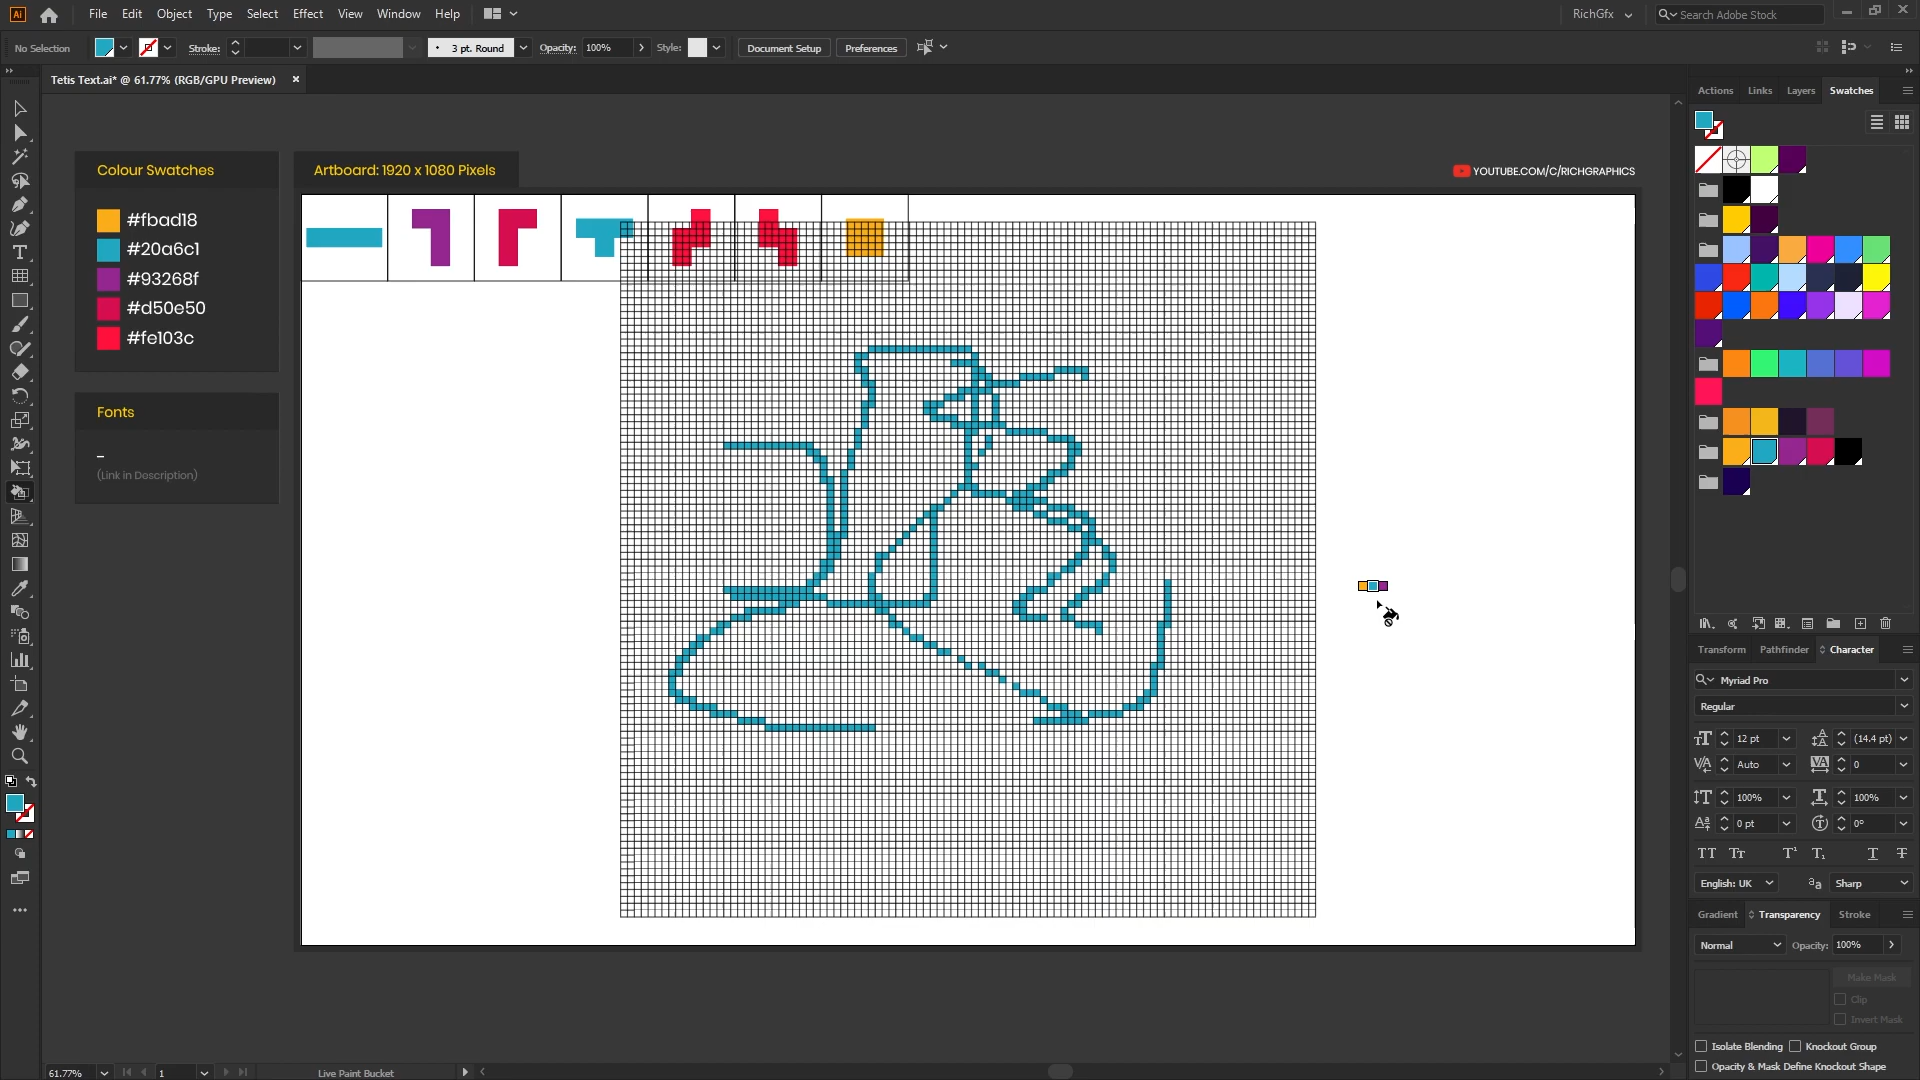 Ai File Edit Object Type Select Effect View Window Help RichGfx Search Adobe Stock
No Selection Stroke: 3 pt. Round Opacity: 100% Style: Document Setup Preferences
Tetis Text.ai* @ 61.77% (RGB/GPU Preview)
Actions Links Layers Swatches
Colour Swatches
#fbad18
#20a6c1
#93268f
#d50e50
#fe103c
Fonts
-
(Link in Description)
Artboard: 1920 x 1080 Pixels
YOUTUBE.COM/C/RICHGRAPHICS
Transform Pathfinder Character
Myriad Pro
Regular
12 pt (14.4 pt)
Auto 0
100% 100%
0 pt 0°
English: UK Sharp
Gradient Transparency Stroke
Normal Opacity: 100%
Make Mask
Clip
Invert Mask
Isolate Blending Knockout Group
Opacity & Mask Define Knockout Shape
61.77% 1 Live Paint Bucket